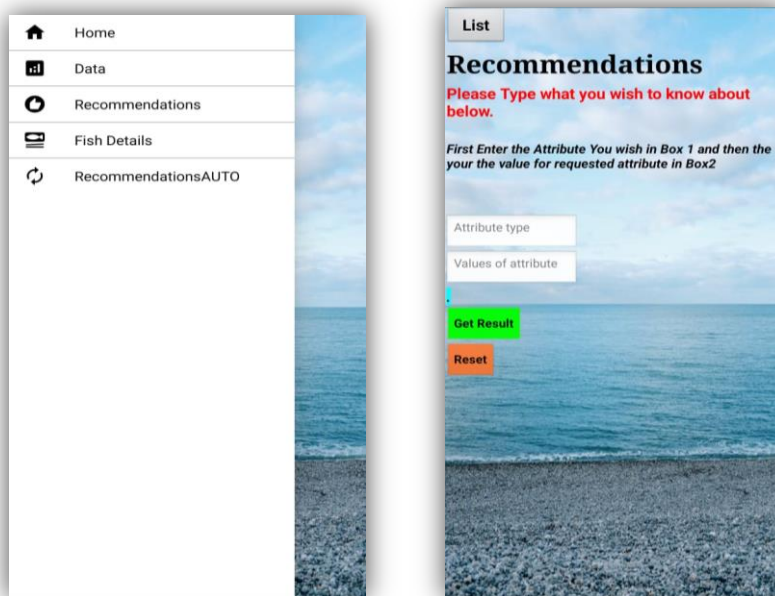 Home
Data
Recommendations
Fish Details
RecommendationsAUTO
List
Recommendations
Please Type what you wish to know about
below.
First Enter the Attribute You wish in Box 1 and then the
your the value for requested attribute in Box2
Attribute type
Values of attribute
.
Get Result
Reset